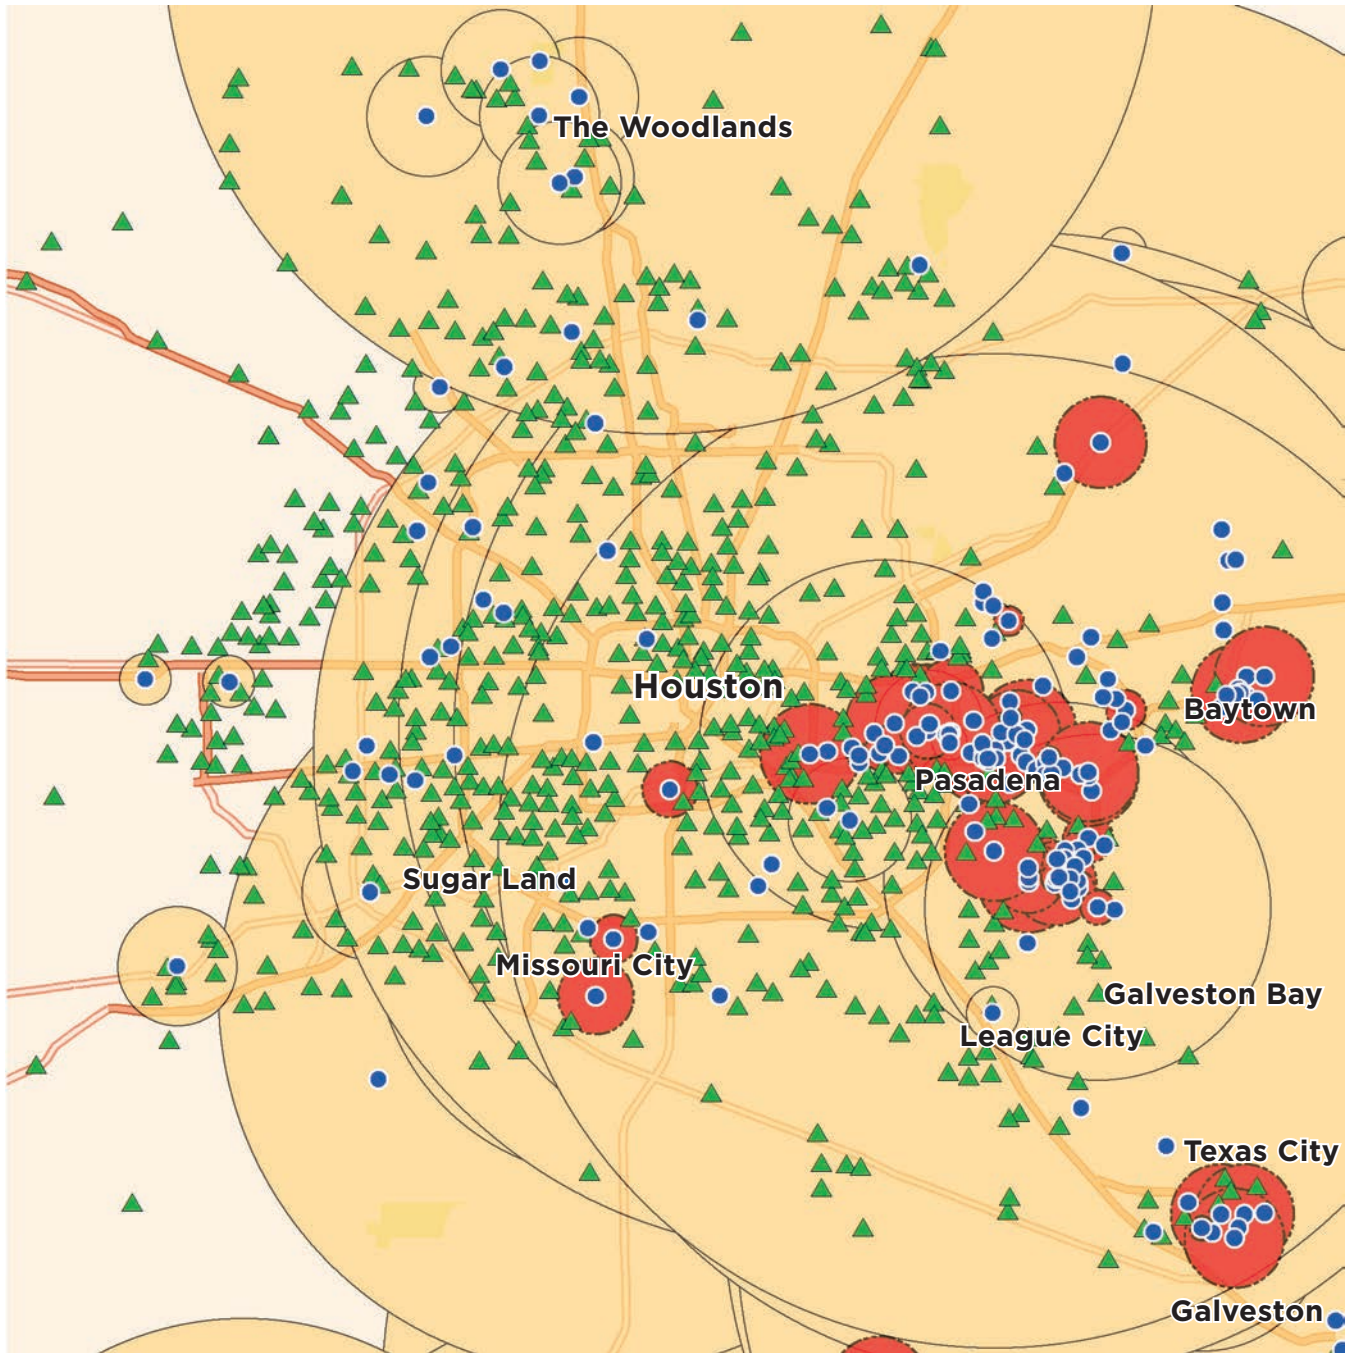 The Woodlands
Houston
Baytown
Pasadena
Sugar Land
Missouri City
Galveston Bay
League City
Texas City
Galveston